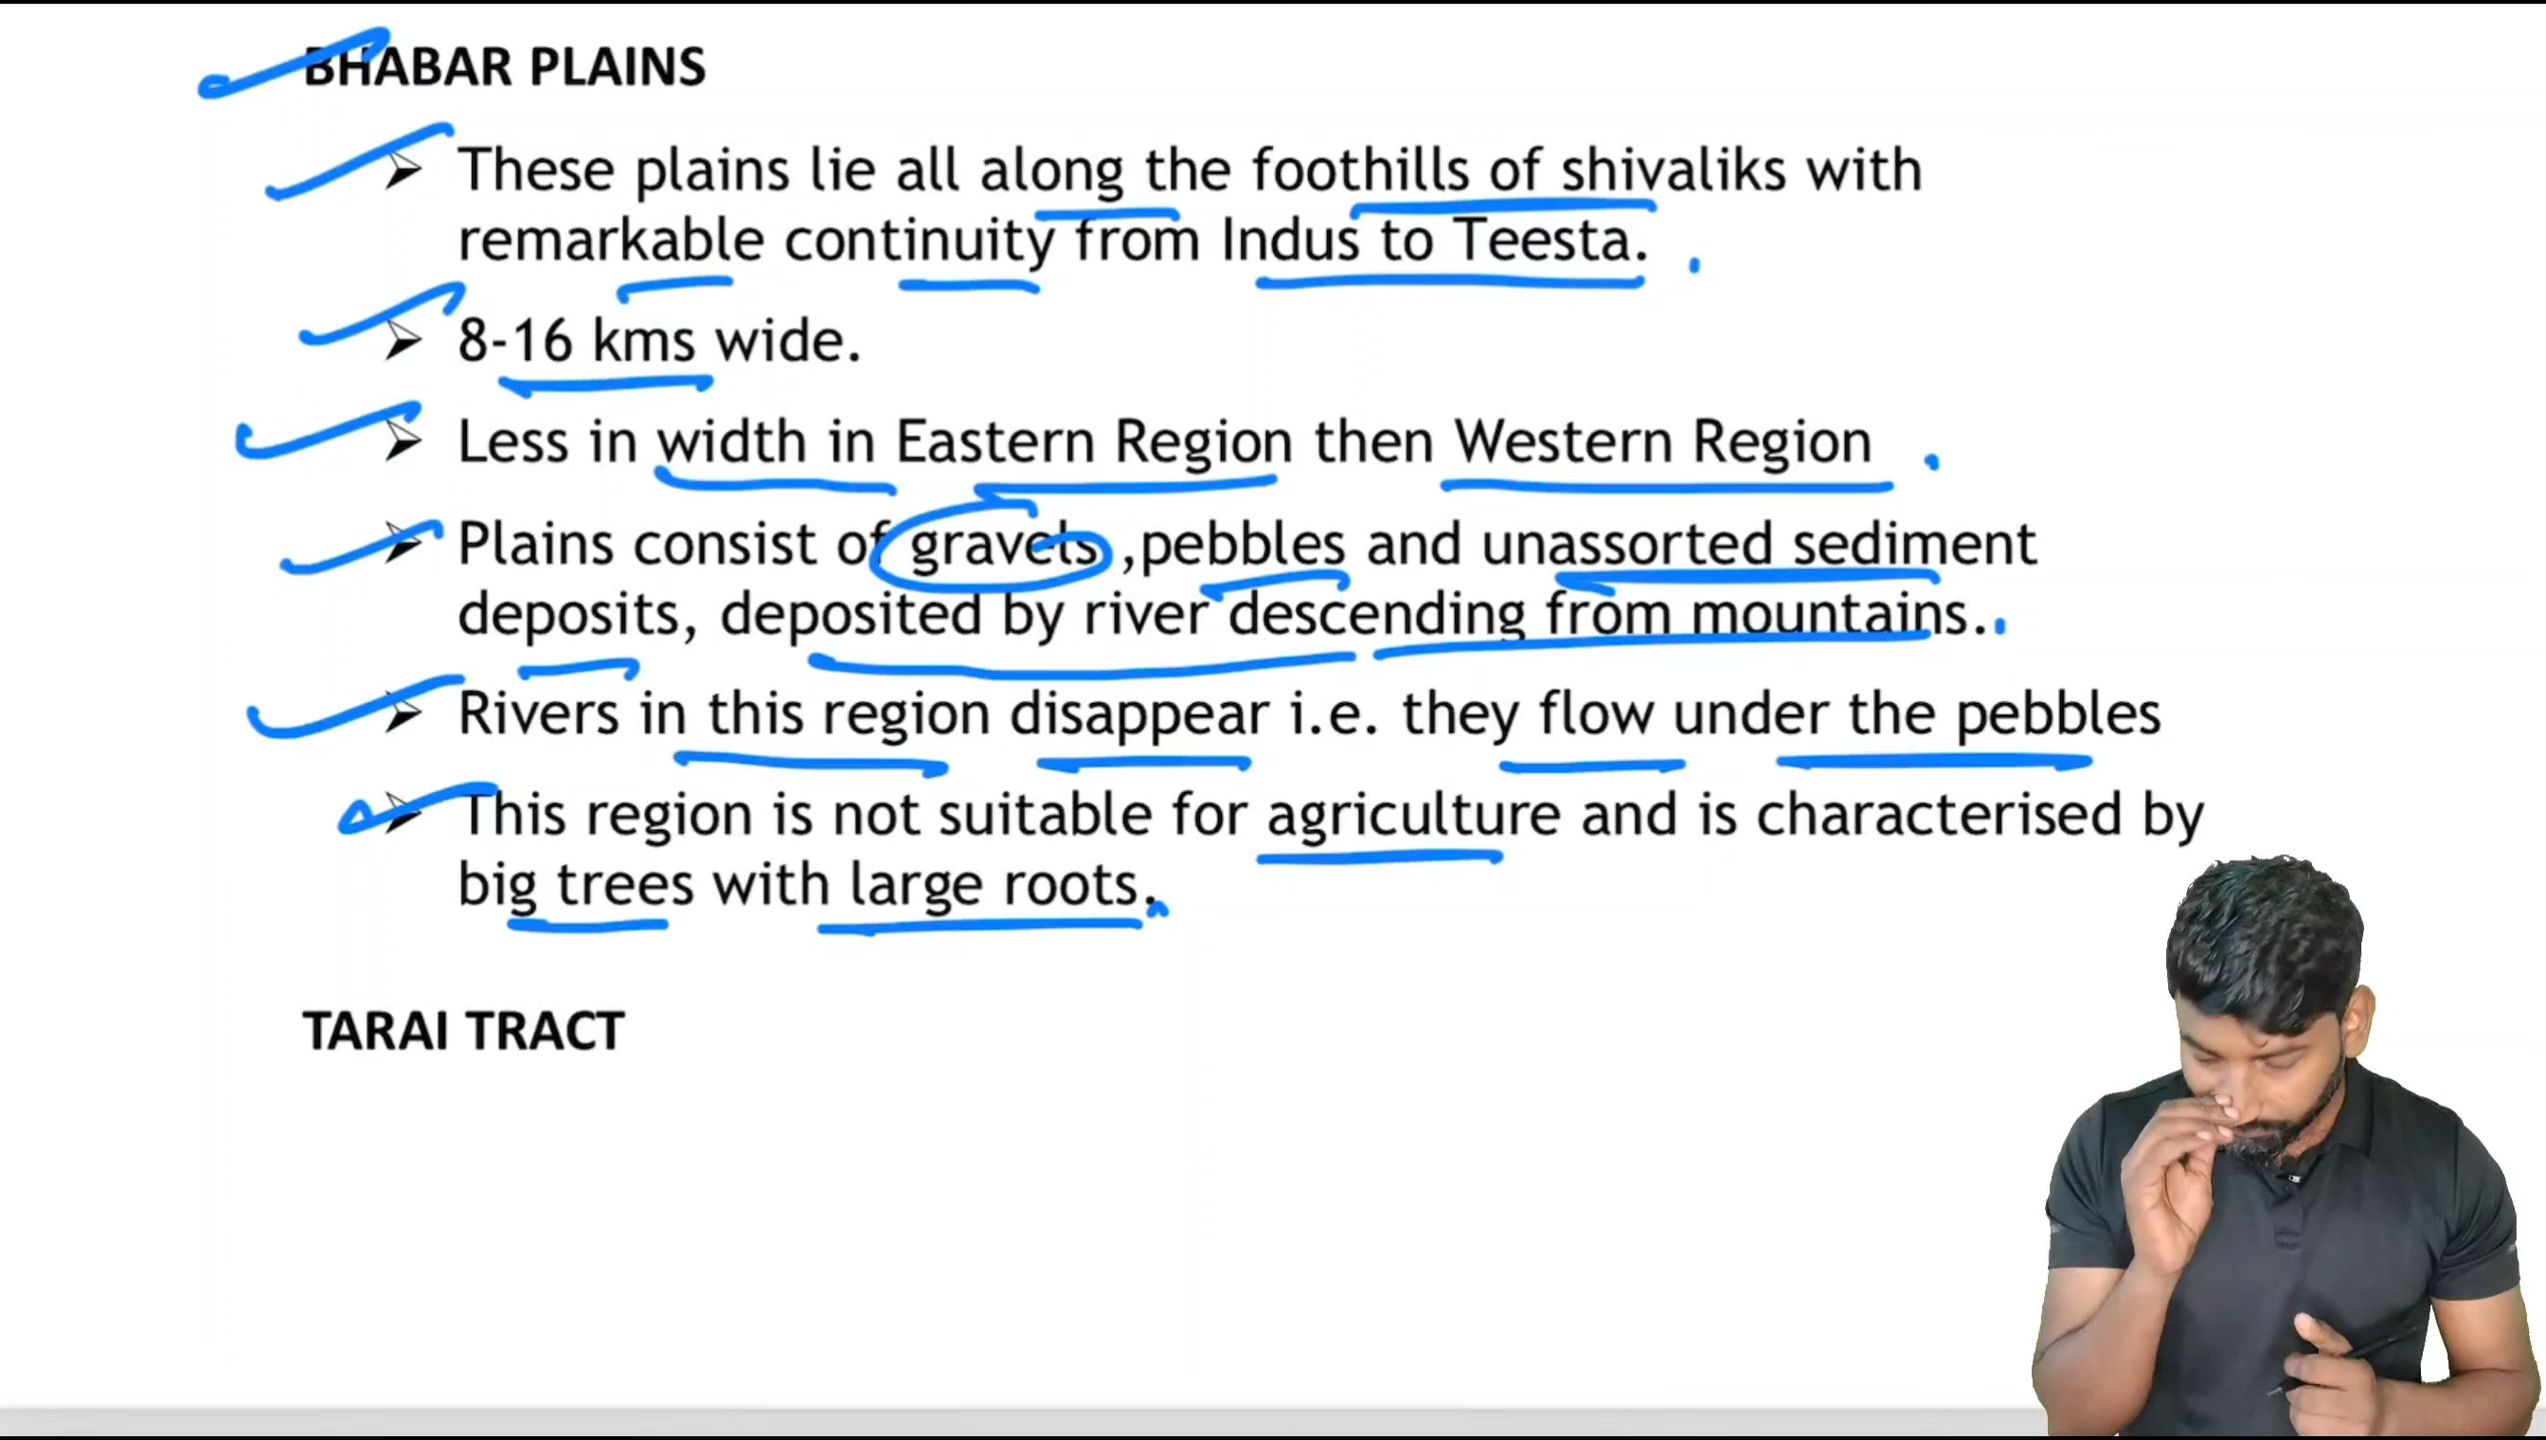 BHABAR PLAINS
These plains lie all along the foothills of shivaliks with
remarkable continuity from Indus to Teesta.
8-16 kms wide.
Less in width in Eastern Region then Western Region
Plains consist of gravels ,pebbles and unassorted sediment
deposits, deposited by river descending from mountains.
Rivers in this region disappear i.e. they flow under the pebbles
This region is not suitable for agriculture and is characterised by
big trees with large roots.
TARAI TRACT